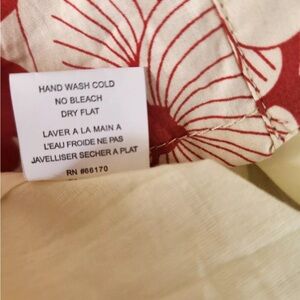 HAND WASH COLD
NO BLEACH
DRY FLAT
LAVER A LA MAIN A
L'EAU FROIDE NE PAS
JAVELLISER SECHER A PLAT
RN #66170